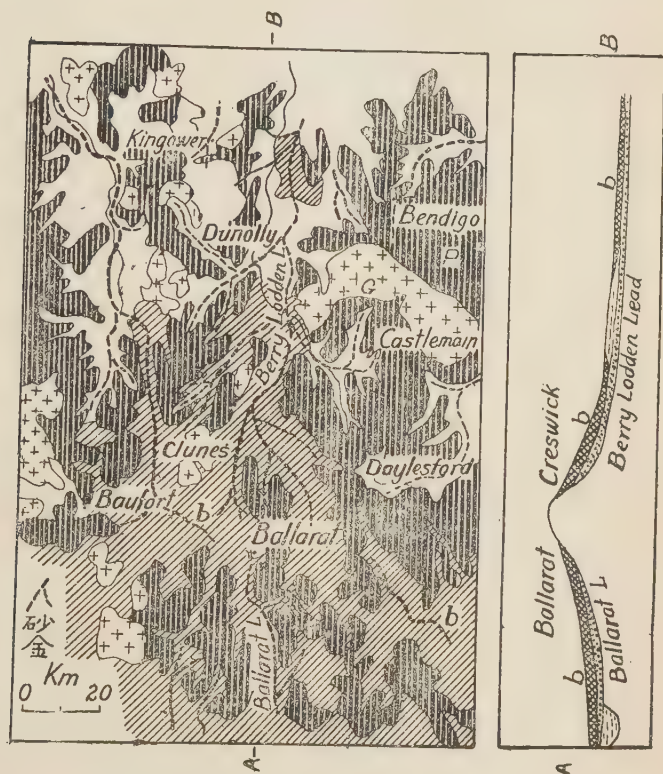 B
Kingower
Dunolly
Bendigo
Berry Lodden L.
G
Castlemain
Clunes
Daylesford
Baufort
b
Ballarat
Ballarat L
b
砂金
Km
0 20
A
B
b
Creswick
b
Berry Lodden Lead
Ballarat
b
Ballarat L
A